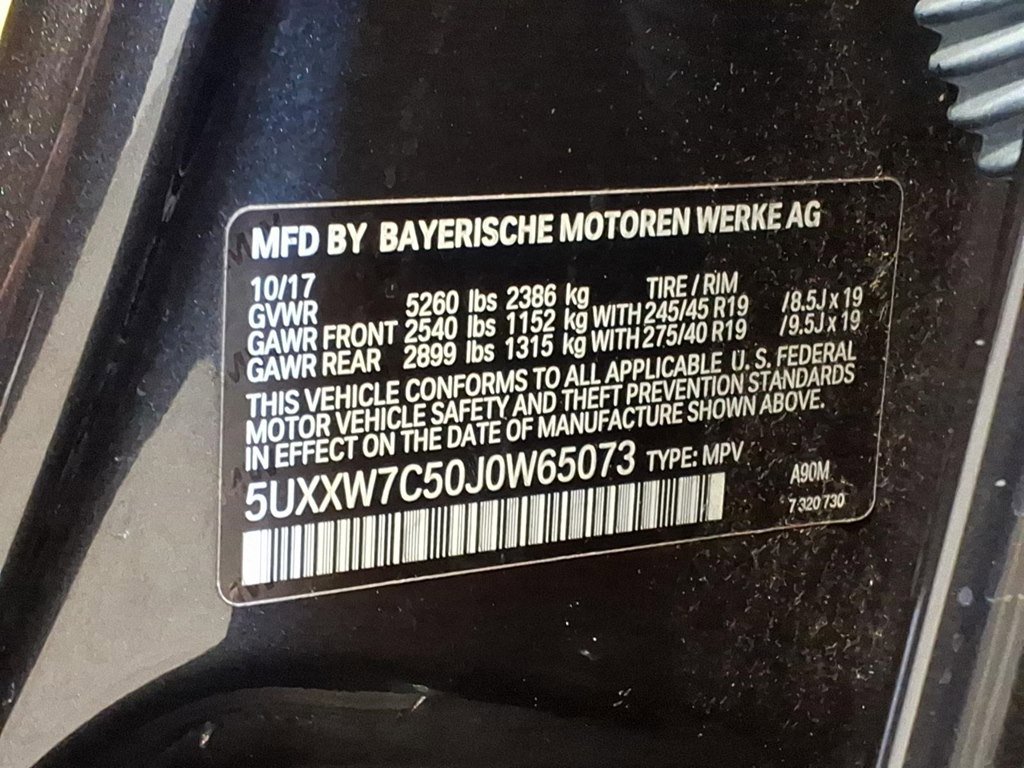 MFD BY BAYERISCHE MOTOREN WERKE AG
10/17 TIRE / RIM
GVWR 5260 lbs 2386 kg
GAWR FRONT 2540 lbs 1152 kg WITH 245/45 R19 /8.5J x 19
GAWR REAR 2899 lbs 1315 kg WITH 275/40 R19 /9.5J x 19
THIS VEHICLE CONFORMS TO ALL APPLICABLE U. S. FEDERAL
MOTOR VEHICLE SAFETY AND THEFT PREVENTION STANDARDS
IN EFFECT ON THE DATE OF MANUFACTURE SHOWN ABOVE.
5UXXW7C50J0W65073 TYPE: MPV A90M
7 320 730